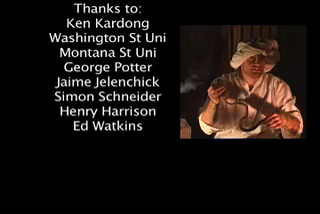 Thanks to:
Ken Kardong
Washington St Uni
Montana St Uni
George Potter
Jaime Jelenchick
Simon Schneider
Henry Harrison
Ed Watkins